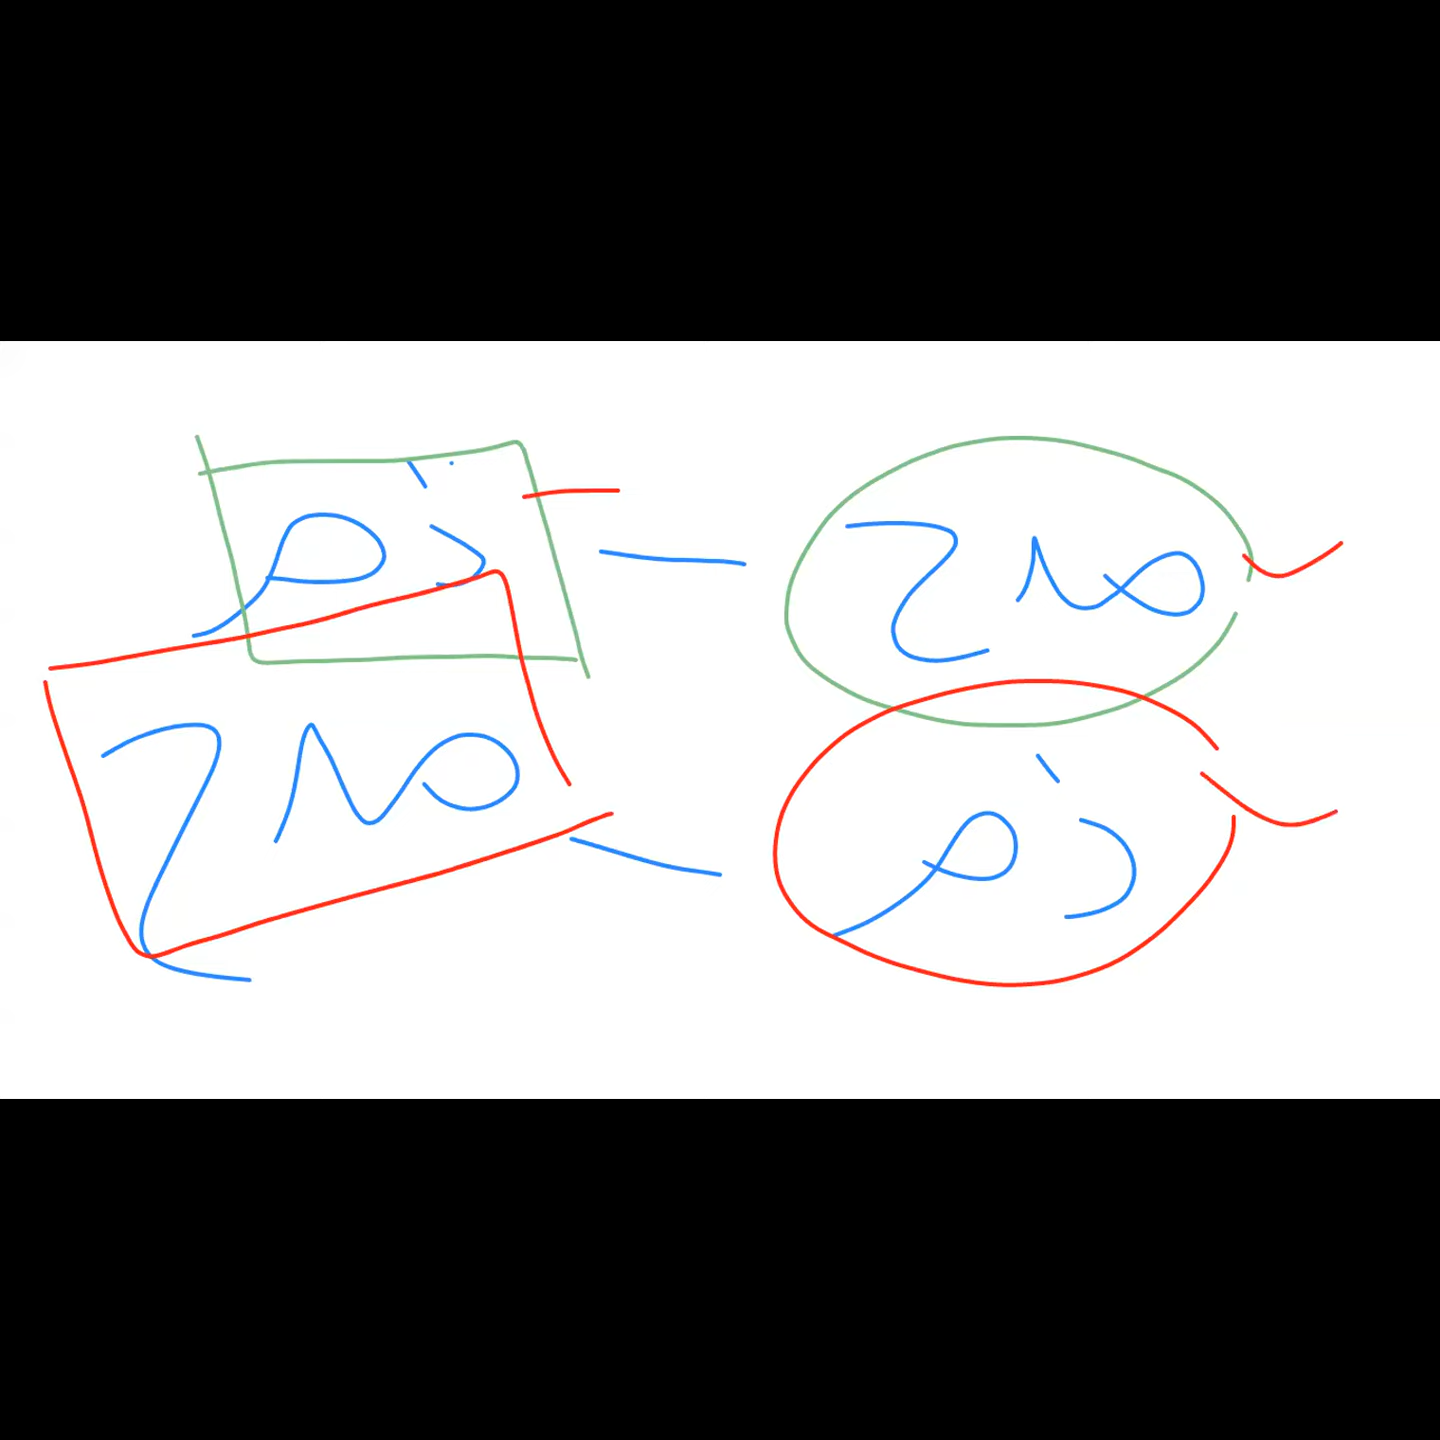 مدح — ذم
ذم — مدح